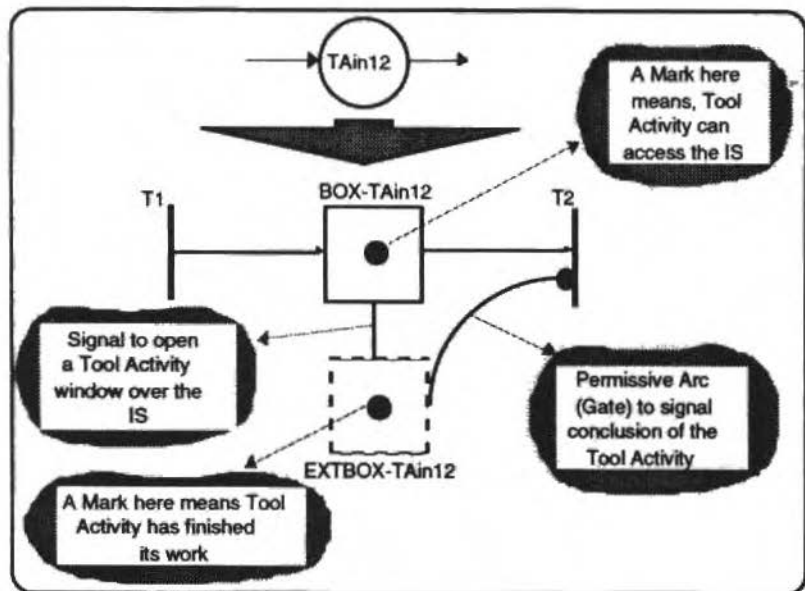 TAin12
A Mark here
means, Tool
Activity can
access the IS
BOX-TAin12
T1
T2
Signal to open
a Tool Activity
window over the
IS
Permissive Arc
(Gate) to signal
conclusion of the
Tool Activity
EXTBOX-TAin12
A Mark here means Tool
Activity has finished
its work